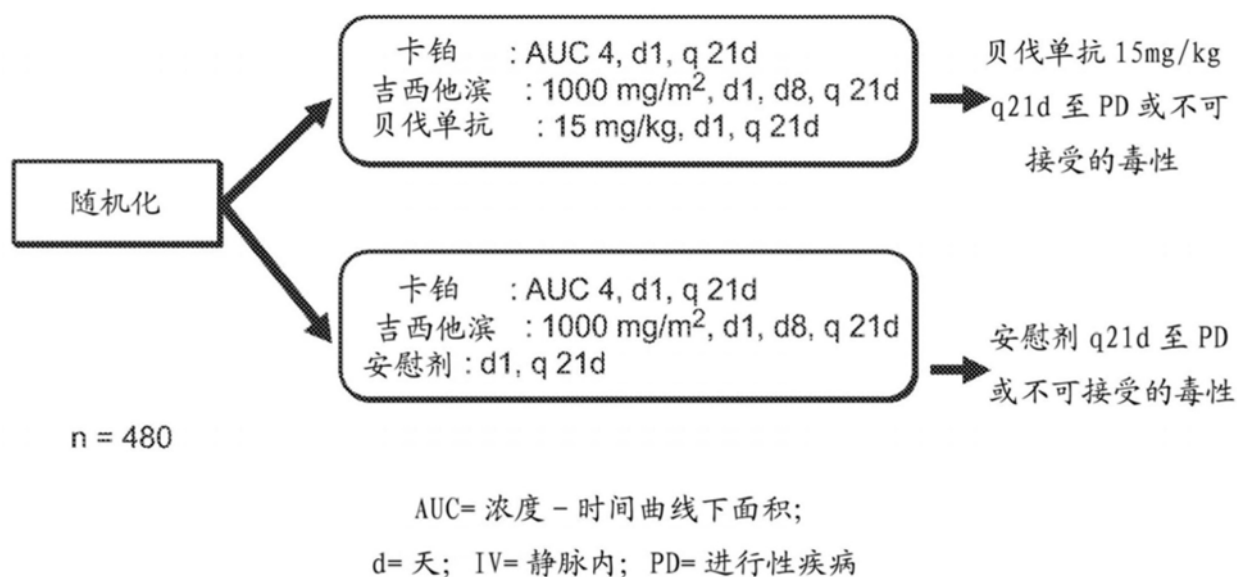 随机化
卡铂 : AUC 4, d1, q 21d
吉西他滨 : 1000 mg/m², d1, d8, q 21d
贝伐单抗 : 15 mg/kg, d1, q 21d
贝伐单抗 15mg/kg
q21d 至 PD 或不可
接受的毒性
卡铂 : AUC 4, d1, q 21d
吉西他滨 : 1000 mg/m², d1, d8, q 21d
安慰剂 : d1, q 21d
安慰剂 q21d 至 PD
或不可接受的毒性
n = 480
AUC= 浓度 – 时间曲线下面积;
d= 天; IV= 静脉内; PD= 进行性疾病